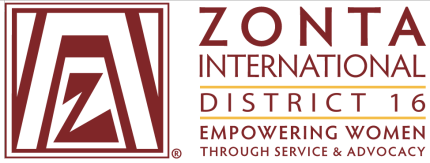 ZONTA
INTERNATIONAL
DISTRICT 16
EMPOWERING WOMEN
THROUGH SERVICE & ADVOCACY
®